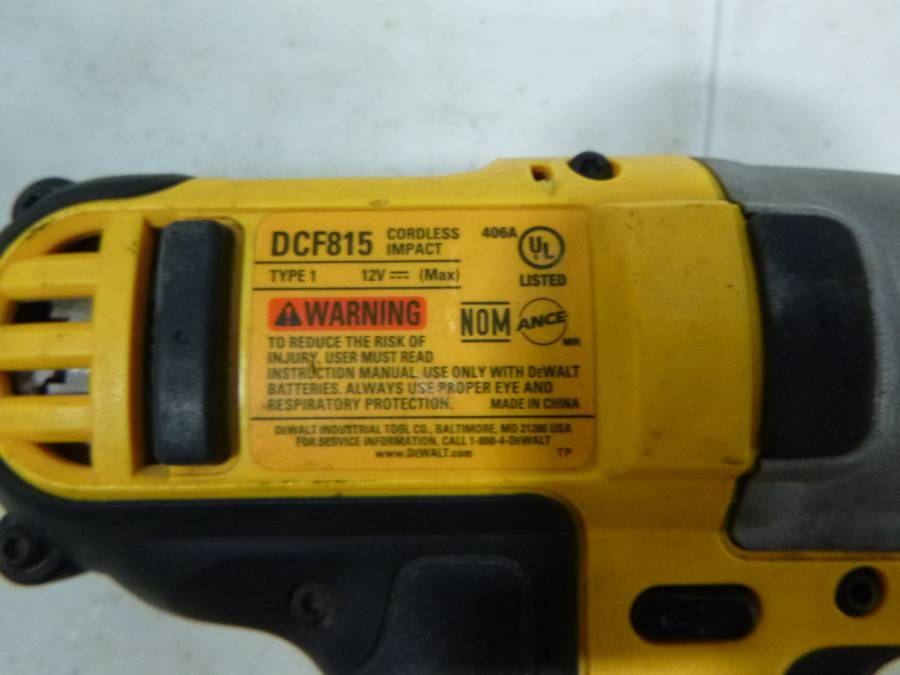 DCF815 CORDLESS IMPACT 406A
UL
LISTED
TYPE 1 12V (Max)
WARNING
NOM ANCE
MR
TO REDUCE THE RISK OF
INJURY, USER MUST READ
INSTRUCTION MANUAL. USE ONLY WITH DEWALT
BATTERIES. ALWAYS USE PROPER EYE AND
RESPIRATORY PROTECTION. MADE IN CHINA
DEWALT INDUSTRIAL TOOL CO., BALTIMORE, MD 21286 USA
FOR SERVICE INFORMATION, CALL 1-800-4-DEWALT
www.DEWALT.com TP